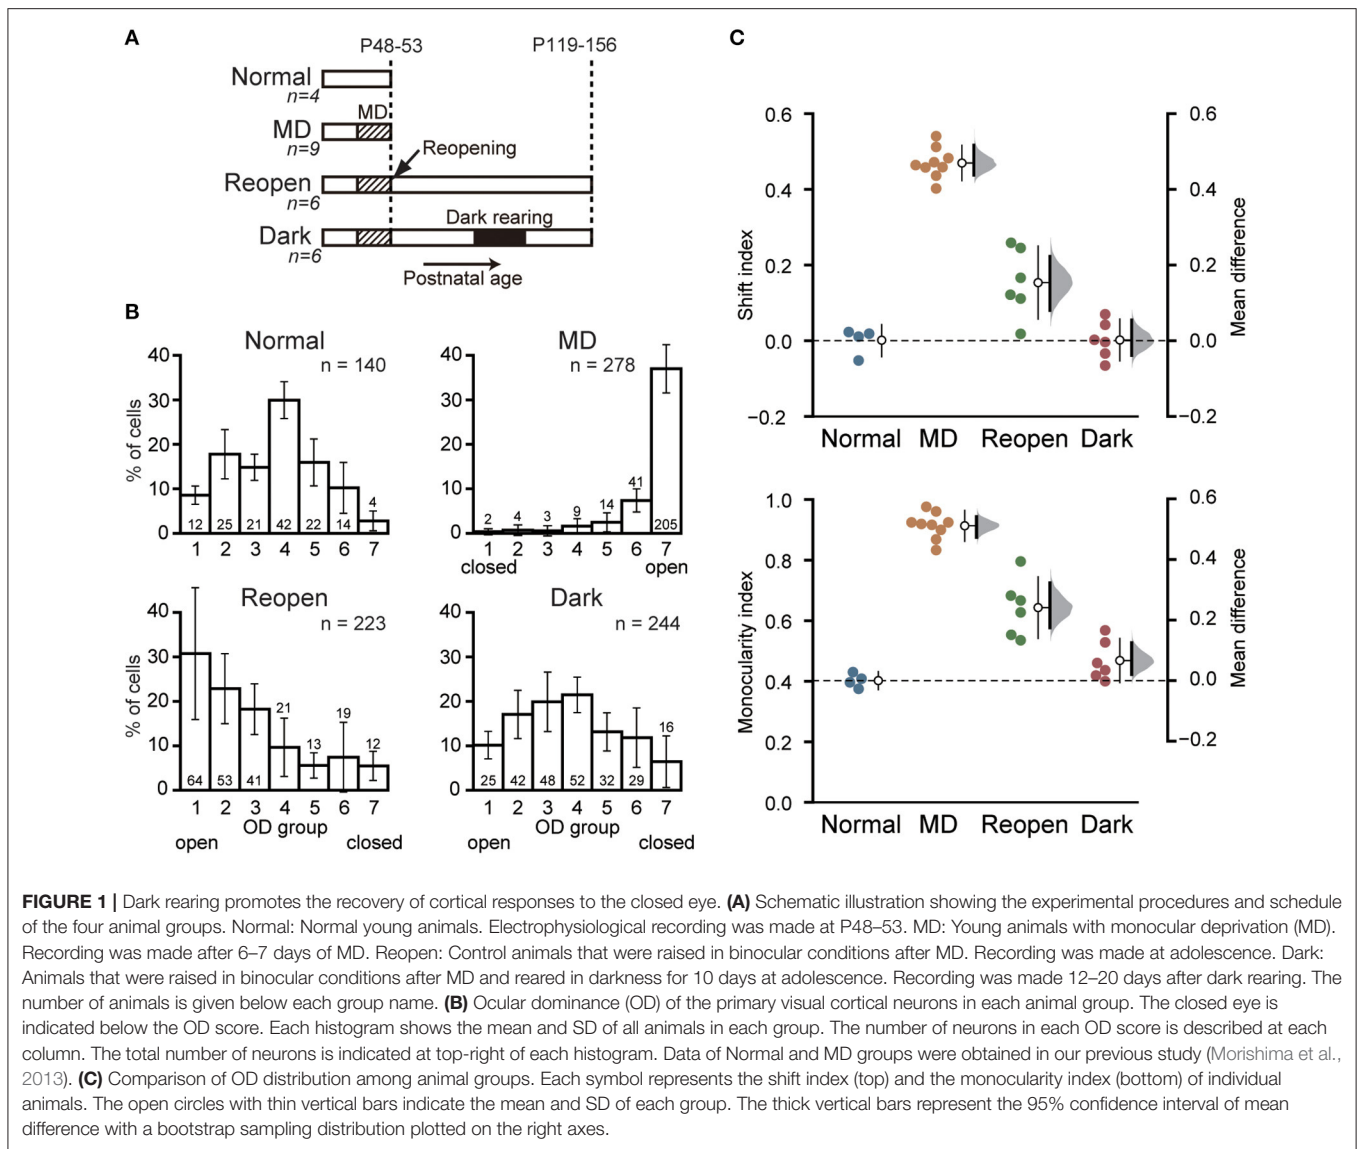 A
P48-53
P119-156
Normal
n=4
MD
MD
n=9
Reopening
Reopen
n=6
Dark rearing
Dark
n=6
Postnatal age
B
Normal
n = 140
% of cells
40
30
20
10
0
12 25 21 42 22 14 4
1 2 3 4 5 6 7
MD
n = 278
40
30
20
10
0
2 4 3 9 14 41 205
1 2 3 4 5 6 7
closed open
Reopen
n = 223
% of cells
40
30
20
10
0
64 53 41 21 13 19 12
1 2 3 4 5 6 7
OD group
open closed
Dark
n = 244
40
30
20
10
0
25 42 48 52 32 29 16
1 2 3 4 5 6 7
OD group
open closed
C
Shift index
0.6
0.4
0.2
0.0
−0.2
Mean difference
0.6
0.4
0.2
0.0
−0.2
Normal MD Reopen Dark
Monocularity index
1.0
0.8
0.6
0.4
0.2
0.0
Mean difference
0.6
0.4
0.2
0.0
−0.2
Normal MD Reopen Dark
FIGURE 1 | Dark rearing promotes the recovery of cortical responses to the closed eye. (A) Schematic illustration showing the experimental procedures and schedule
of the four animal groups. Normal: Normal young animals. Electrophysiological recording was made at P48–53. MD: Young animals with monocular deprivation (MD).
Recording was made after 6–7 days of MD. Reopen: Control animals that were raised in binocular conditions after MD. Recording was made at adolescence. Dark:
Animals that were raised in binocular conditions after MD and reared in darkness for 10 days at adolescence. Recording was made 12–20 days after dark rearing. The
number of animals is given below each group name. (B) Ocular dominance (OD) of the primary visual cortical neurons in each animal group. The closed eye is
indicated below the OD score. Each histogram shows the mean and SD of all animals in each group. The number of neurons in each OD score is described at each
column. The total number of neurons is indicated at top-right of each histogram. Data of Normal and MD groups were obtained in our previous study (Morishima et al.,
2013). (C) Comparison of OD distribution among animal groups. Each symbol represents the shift index (top) and the monocularity index (bottom) of individual
animals. The open circles with thin vertical bars indicate the mean and SD of each group. The thick vertical bars represent the 95% confidence interval of mean
difference with a bootstrap sampling distribution plotted on the right axes.